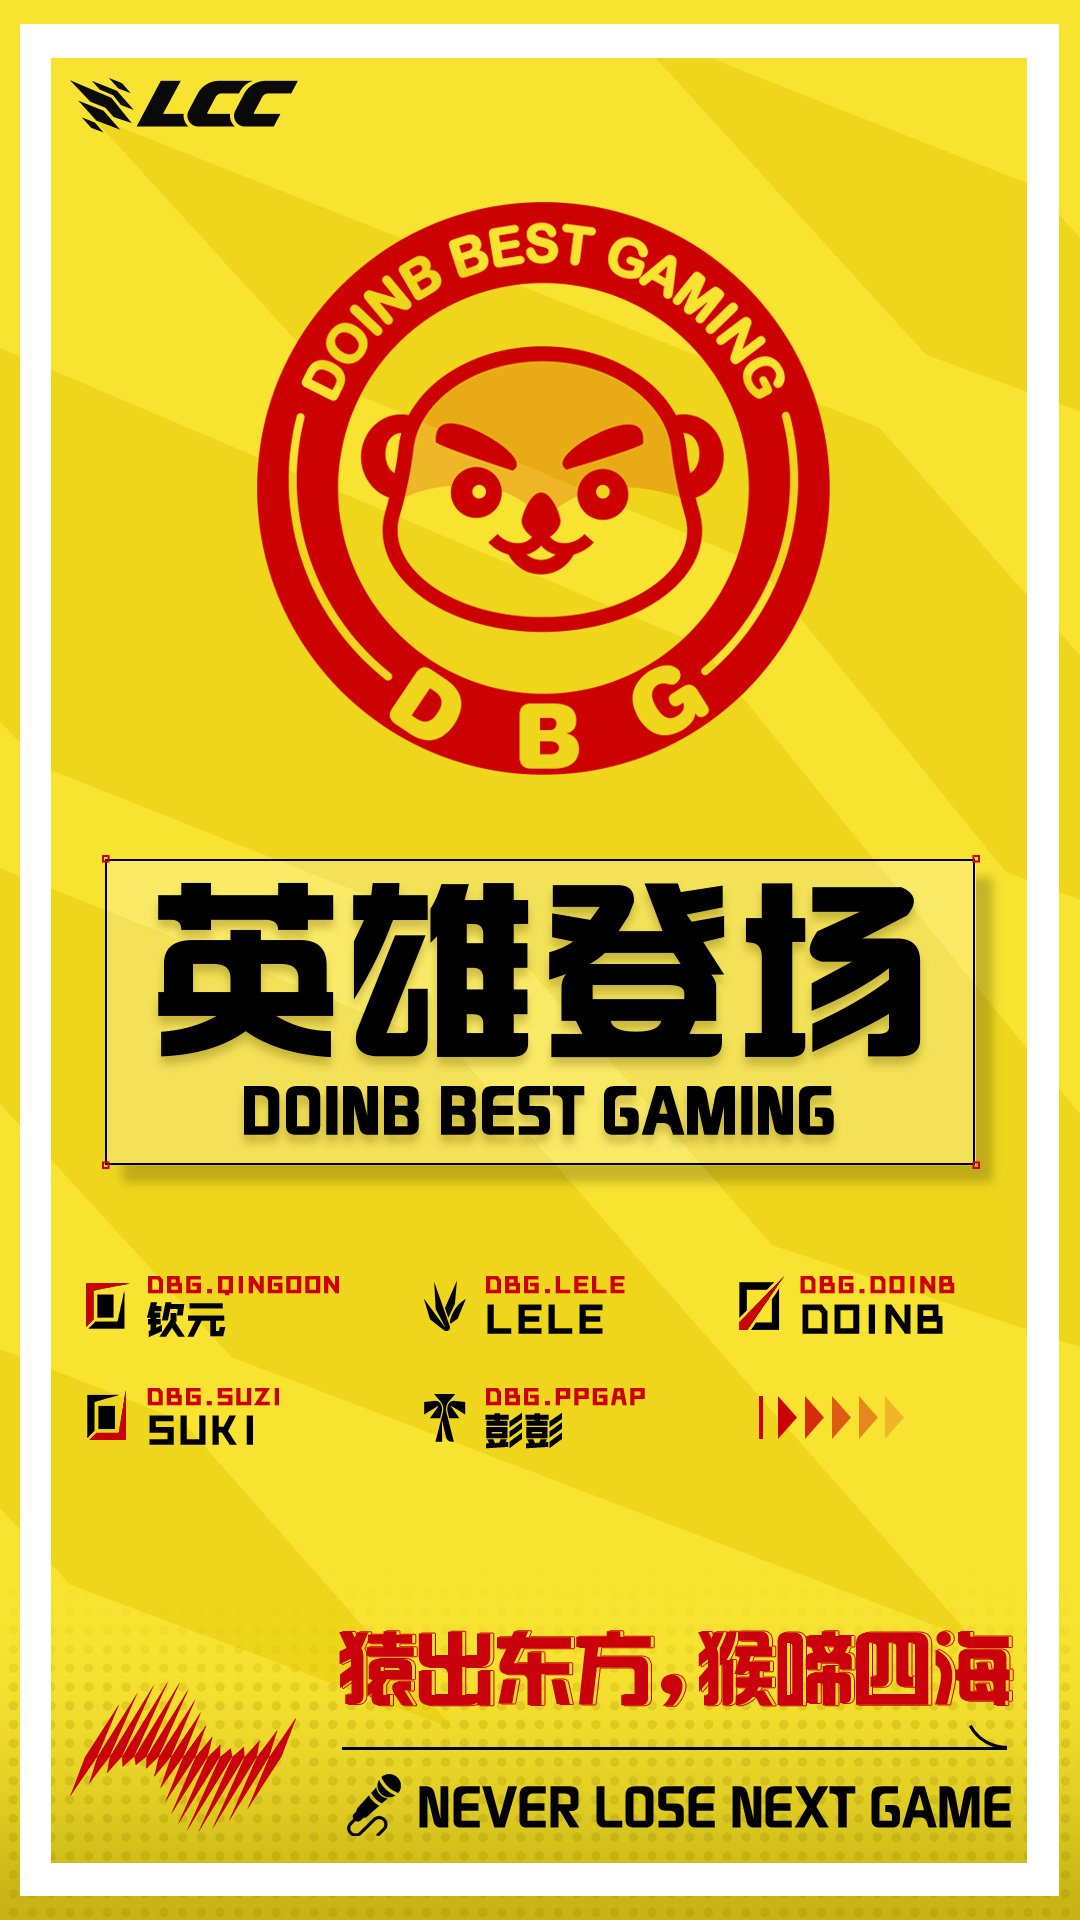 LCC
DOINB BEST GAMING
DBG
英雄登场
DOINB BEST GAMING
DBG.QINGOON
钦元
DBG.LELE
LELE
DBG.DOINB
DOINB
DBG.SUZI
SUKI
DBG.PPGAP
彭彭
猿出东方,猴啼四海
NEVER LOSE NEXT GAME